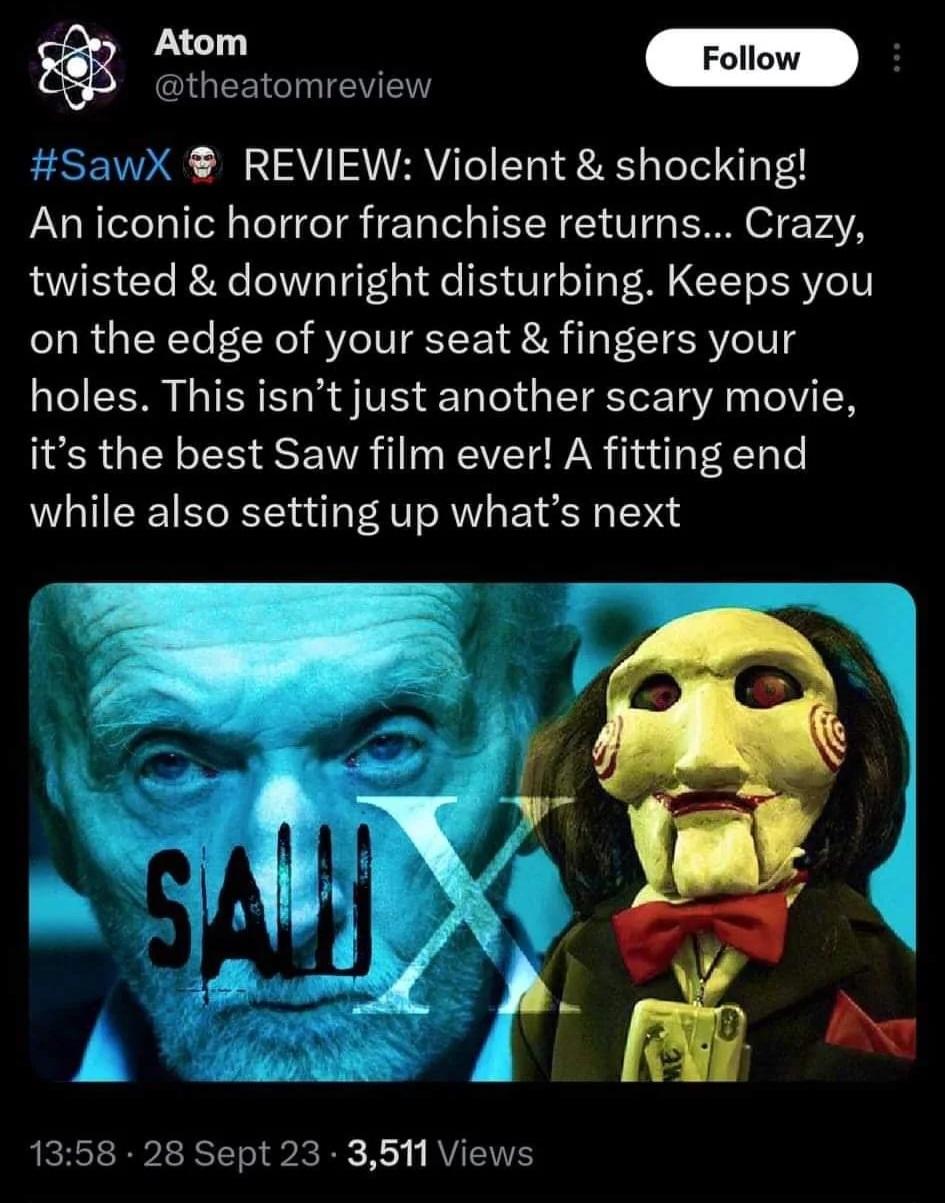 Atom
@theatomreview
Follow
#SawX REVIEW: Violent & shocking!
An iconic horror franchise returns... Crazy,
twisted & downright disturbing. Keeps you
on the edge of your seat & fingers your
holes. This isn’t just another scary movie,
it’s the best Saw film ever! A fitting end
while also setting up what’s next
SAW X
13:58 · 28 Sept 23 · 3,511 Views